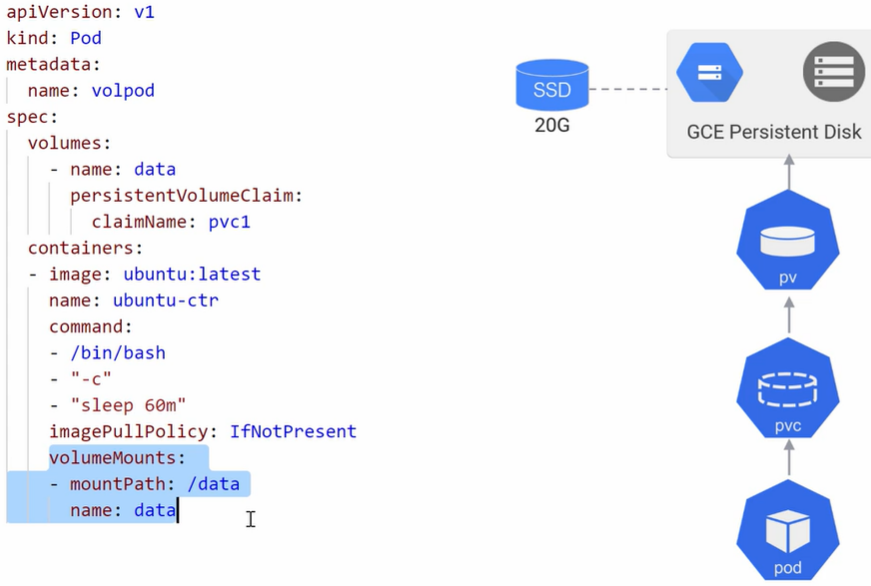 apiVersion: v1
kind: Pod
metadata:
  name: volpod
spec:
  volumes:
    - name: data
      persistentVolumeClaim:
        claimName: pvc1
  containers:
  - image: ubuntu:latest
    name: ubuntu-ctr
    command:
    - /bin/bash
    - "-c"
    - "sleep 60m"
    imagePullPolicy: IfNotPresent
    volumeMounts:
    - mountPath: /data
      name: data
SSD
20G
GCE Persistent Disk
pv
pvc
pod